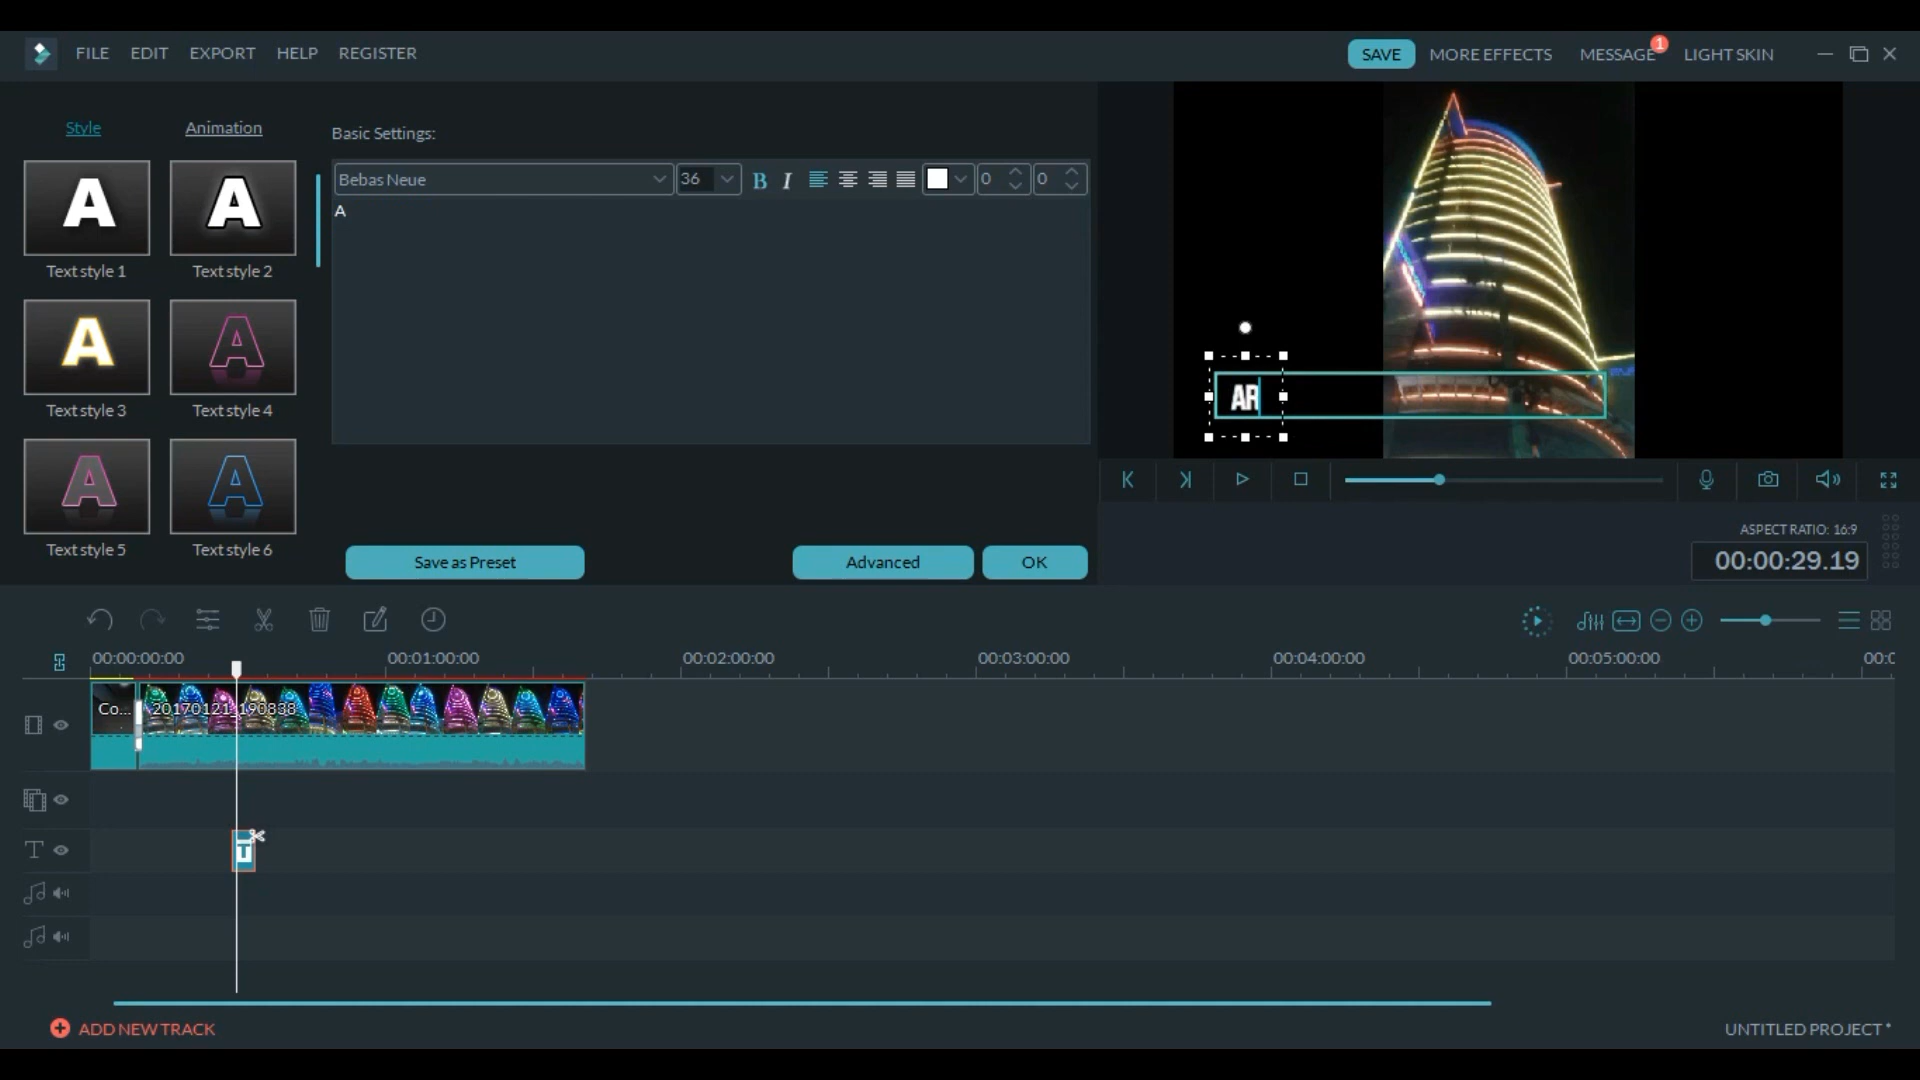 FILE EDIT EXPORT HELP REGISTER
SAVE MORE EFFECTS MESSAGE 1 LIGHT SKIN
Style Animation
Basic Settings:
Bebas Neue 36 B I 0 0
A
A A
Text style 1 Text style 2
A A
Text style 3 Text style 4
A A
Text style 5 Text style 6
Save as Preset Advanced OK
AR
ASPECT RATIO: 16:9
00:00:29.19
00:00:00:00 00:01:00:00 00:02:00:00 00:03:00:00 00:04:00:00 00:05:00:00 00:0
Co... 20170121_190838
T
T
ADD NEW TRACK
UNTITLED PROJECT *